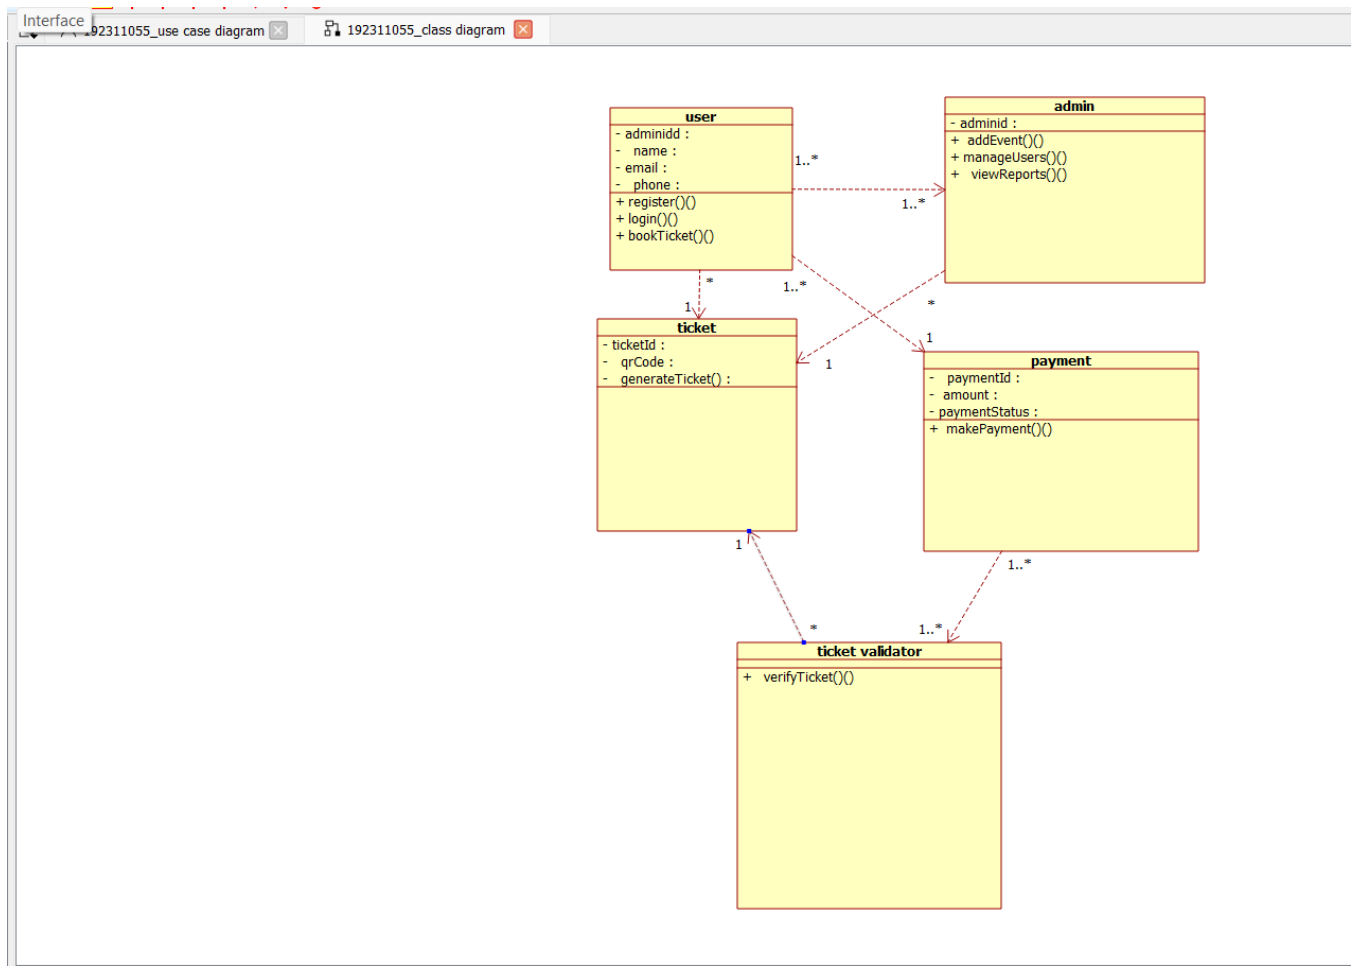 Interface
192311055_use case diagram
192311055_class diagram
user
- adminidd :
- name :
- email :
- phone :
+ register()()
+ login()()
+ bookTicket()()
admin
- adminid :
+ addEvent()()
+ manageUsers()()
+ viewReports()()
1..*
1..*
*
1
1..*
1
*
1
ticket
- ticketId :
- qrCode :
- generateTicket() :
payment
- paymentId :
- amount :
- paymentStatus :
+ makePayment()()
1
*
1..*
1..*
ticket validator
+ verifyTicket()()